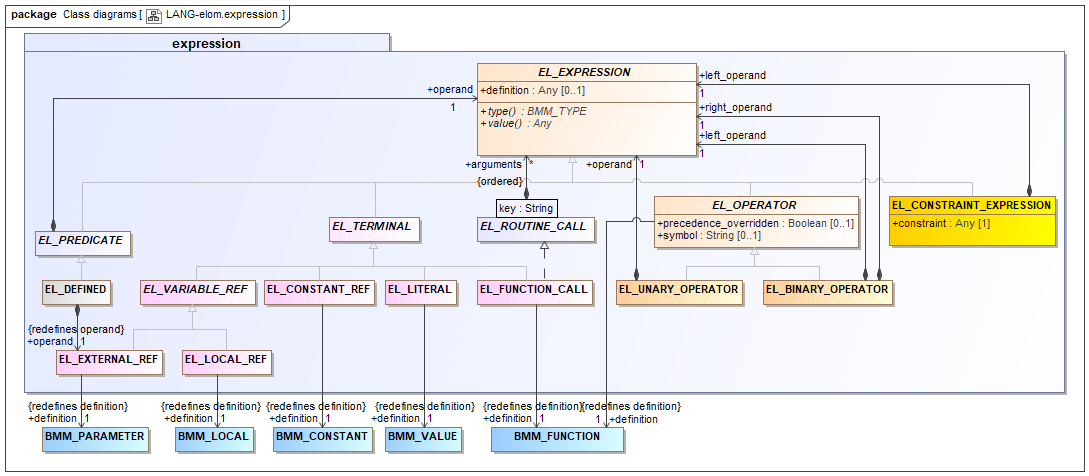 package Class diagrams [ LANG-elom.expression ]
expression
EL_EXPRESSION
+definition : Any [0..1]
+type() : BMM_TYPE
+value() : Any
+operand
1
+left_operand
1
+right_operand
1
+left_operand
1
+arguments *
{ordered}
+operand 1
key : String
EL_PREDICATE
EL_TERMINAL
EL_ROUTINE_CALL
EL_OPERATOR
+precedence_overridden : Boolean [0..1]
+symbol : String [0..1]
EL_CONSTRAINT_EXPRESSION
+constraint : Any [1]
EL_DEFINED
EL_VARIABLE_REF
EL_CONSTANT_REF
EL_LITERAL
EL_FUNCTION_CALL
EL_UNARY_OPERATOR
EL_BINARY_OPERATOR
{redefines operand}
+operand 1
EL_EXTERNAL_REF
EL_LOCAL_REF
{redefines definition}
+definition 1
{redefines definition}
+definition 1
{redefines definition}
+definition 1
{redefines definition}
+definition 1
{redefines definition}
+definition 1
{redefines definition}
1 +definition
BMM_PARAMETER
BMM_LOCAL
BMM_CONSTANT
BMM_VALUE
BMM_FUNCTION